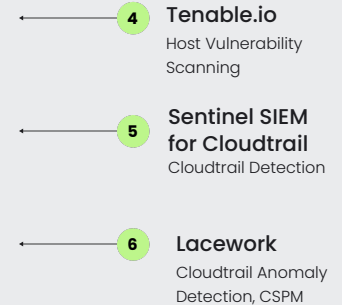 4
Tenable.io
Host Vulnerability
Scanning
5
Sentinel SIEM
for Cloudtrail
Cloudtrail Detection
6
Lacework
Cloudtrail Anomaly
Detection, CSPM